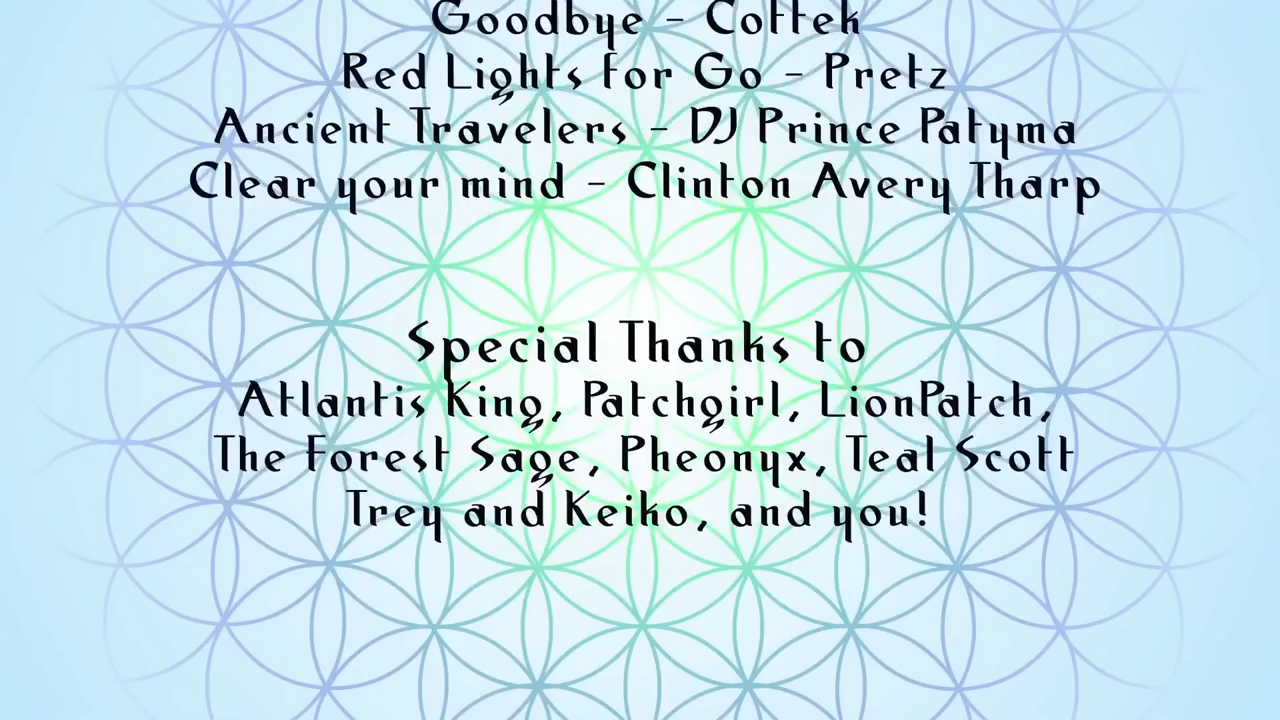 Goodbye - Coffek
Red Lights for Go - Pretz
Ancient Travelers - DJ Prince Patyma
Clear your mind - Clinton Avery Tharp
Special Thanks to
Atlantis King, Patchgirl, LionPatch,
The Forest Sage, Pheonyx, Teal Scott
Trey and Keiko, and you!